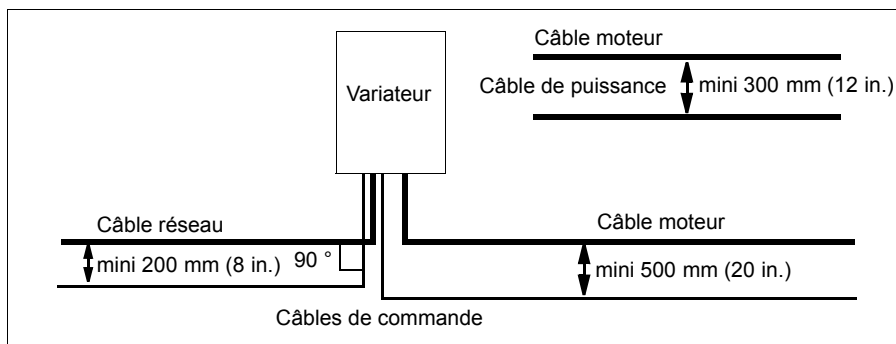 Câble moteur
Variateur
Câble de puissance
mini 300 mm (12 in.)
Câble réseau
Câble moteur
mini 200 mm (8 in.)
90 °
mini 500 mm (20 in.)
Câbles de commande